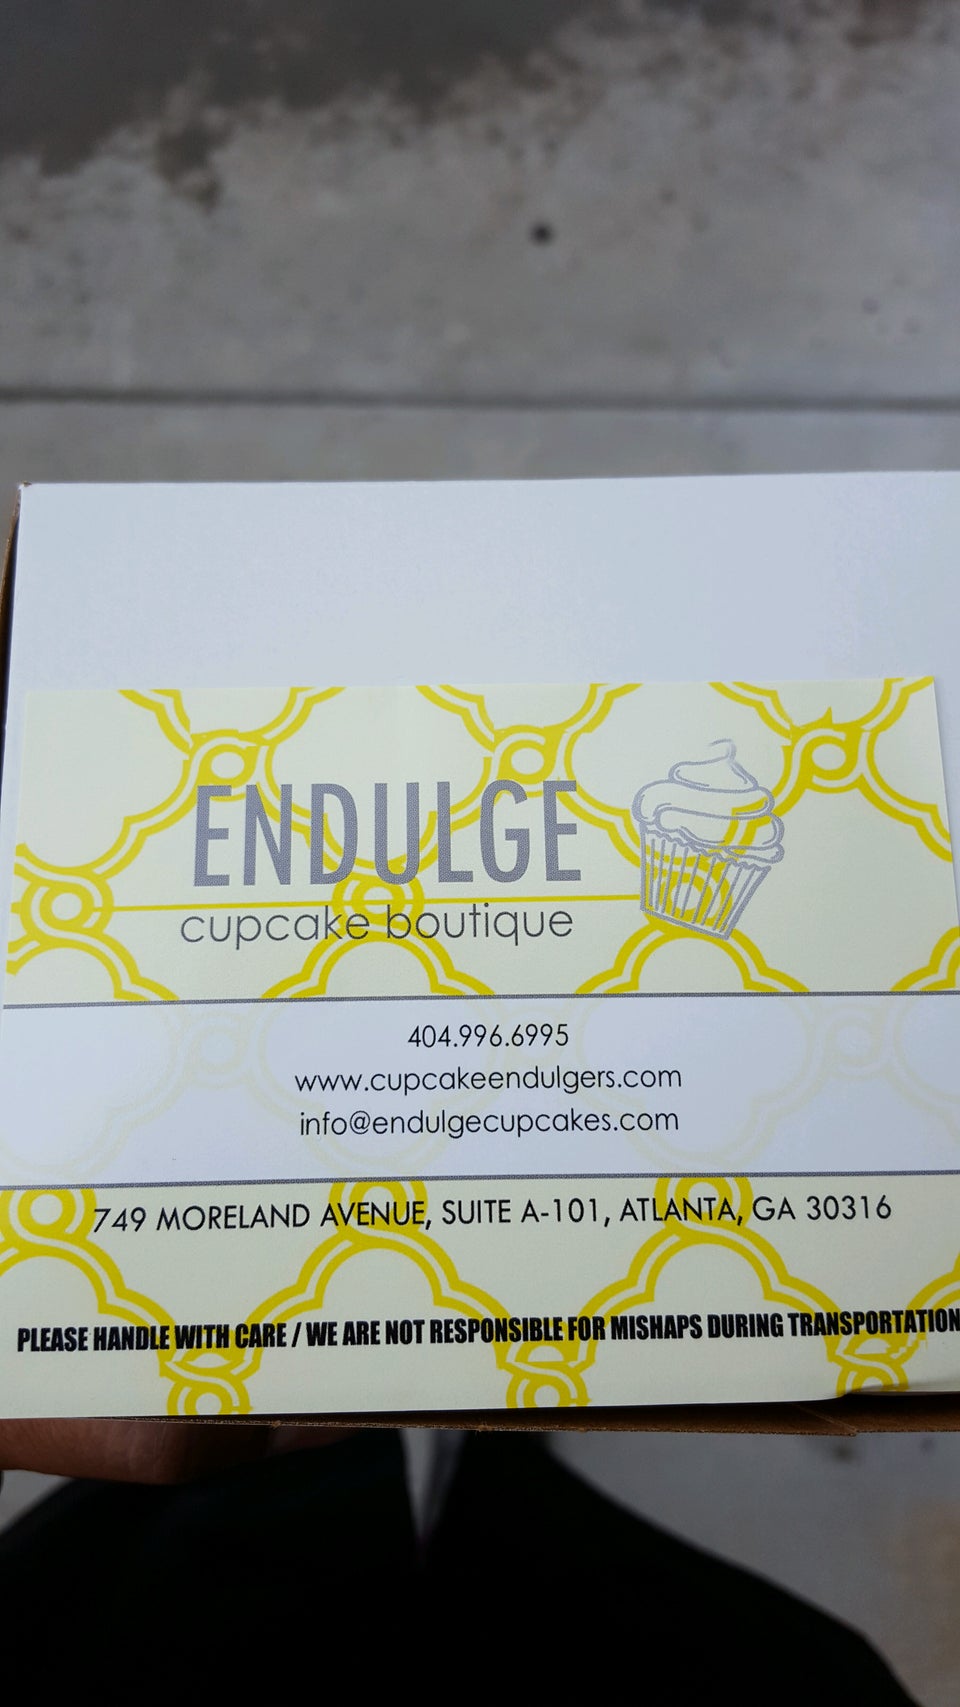 ENDULGE
cupcake boutique
404.996.6995
www.cupcakeendulgers.com
info@endulgecupcakes.com
749 MORELAND AVENUE, SUITE A-101, ATLANTA, GA 30316
PLEASE HANDLE WITH CARE / WE ARE NOT RESPONSIBLE FOR MISHAPS DURING TRANSPORTATION